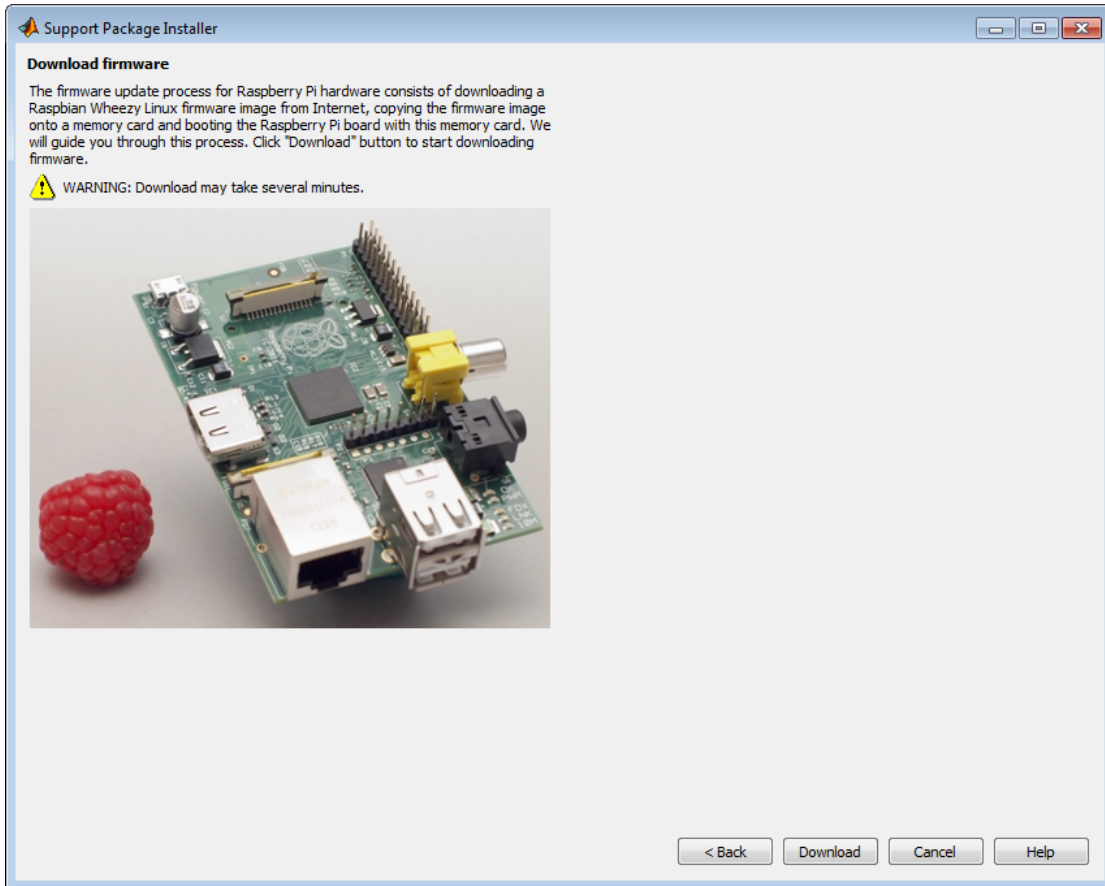 Support Package Installer
Download firmware
The firmware update process for Raspberry Pi hardware consists of downloading a
Raspbian Wheezy Linux firmware image from Internet, copying the firmware image
onto a memory card and booting the Raspberry Pi board with this memory card. We
will guide you through this process. Click "Download" button to start downloading
firmware.
WARNING: Download may take several minutes.
FDX
LNK
10M
< Back
Download
Cancel
Help